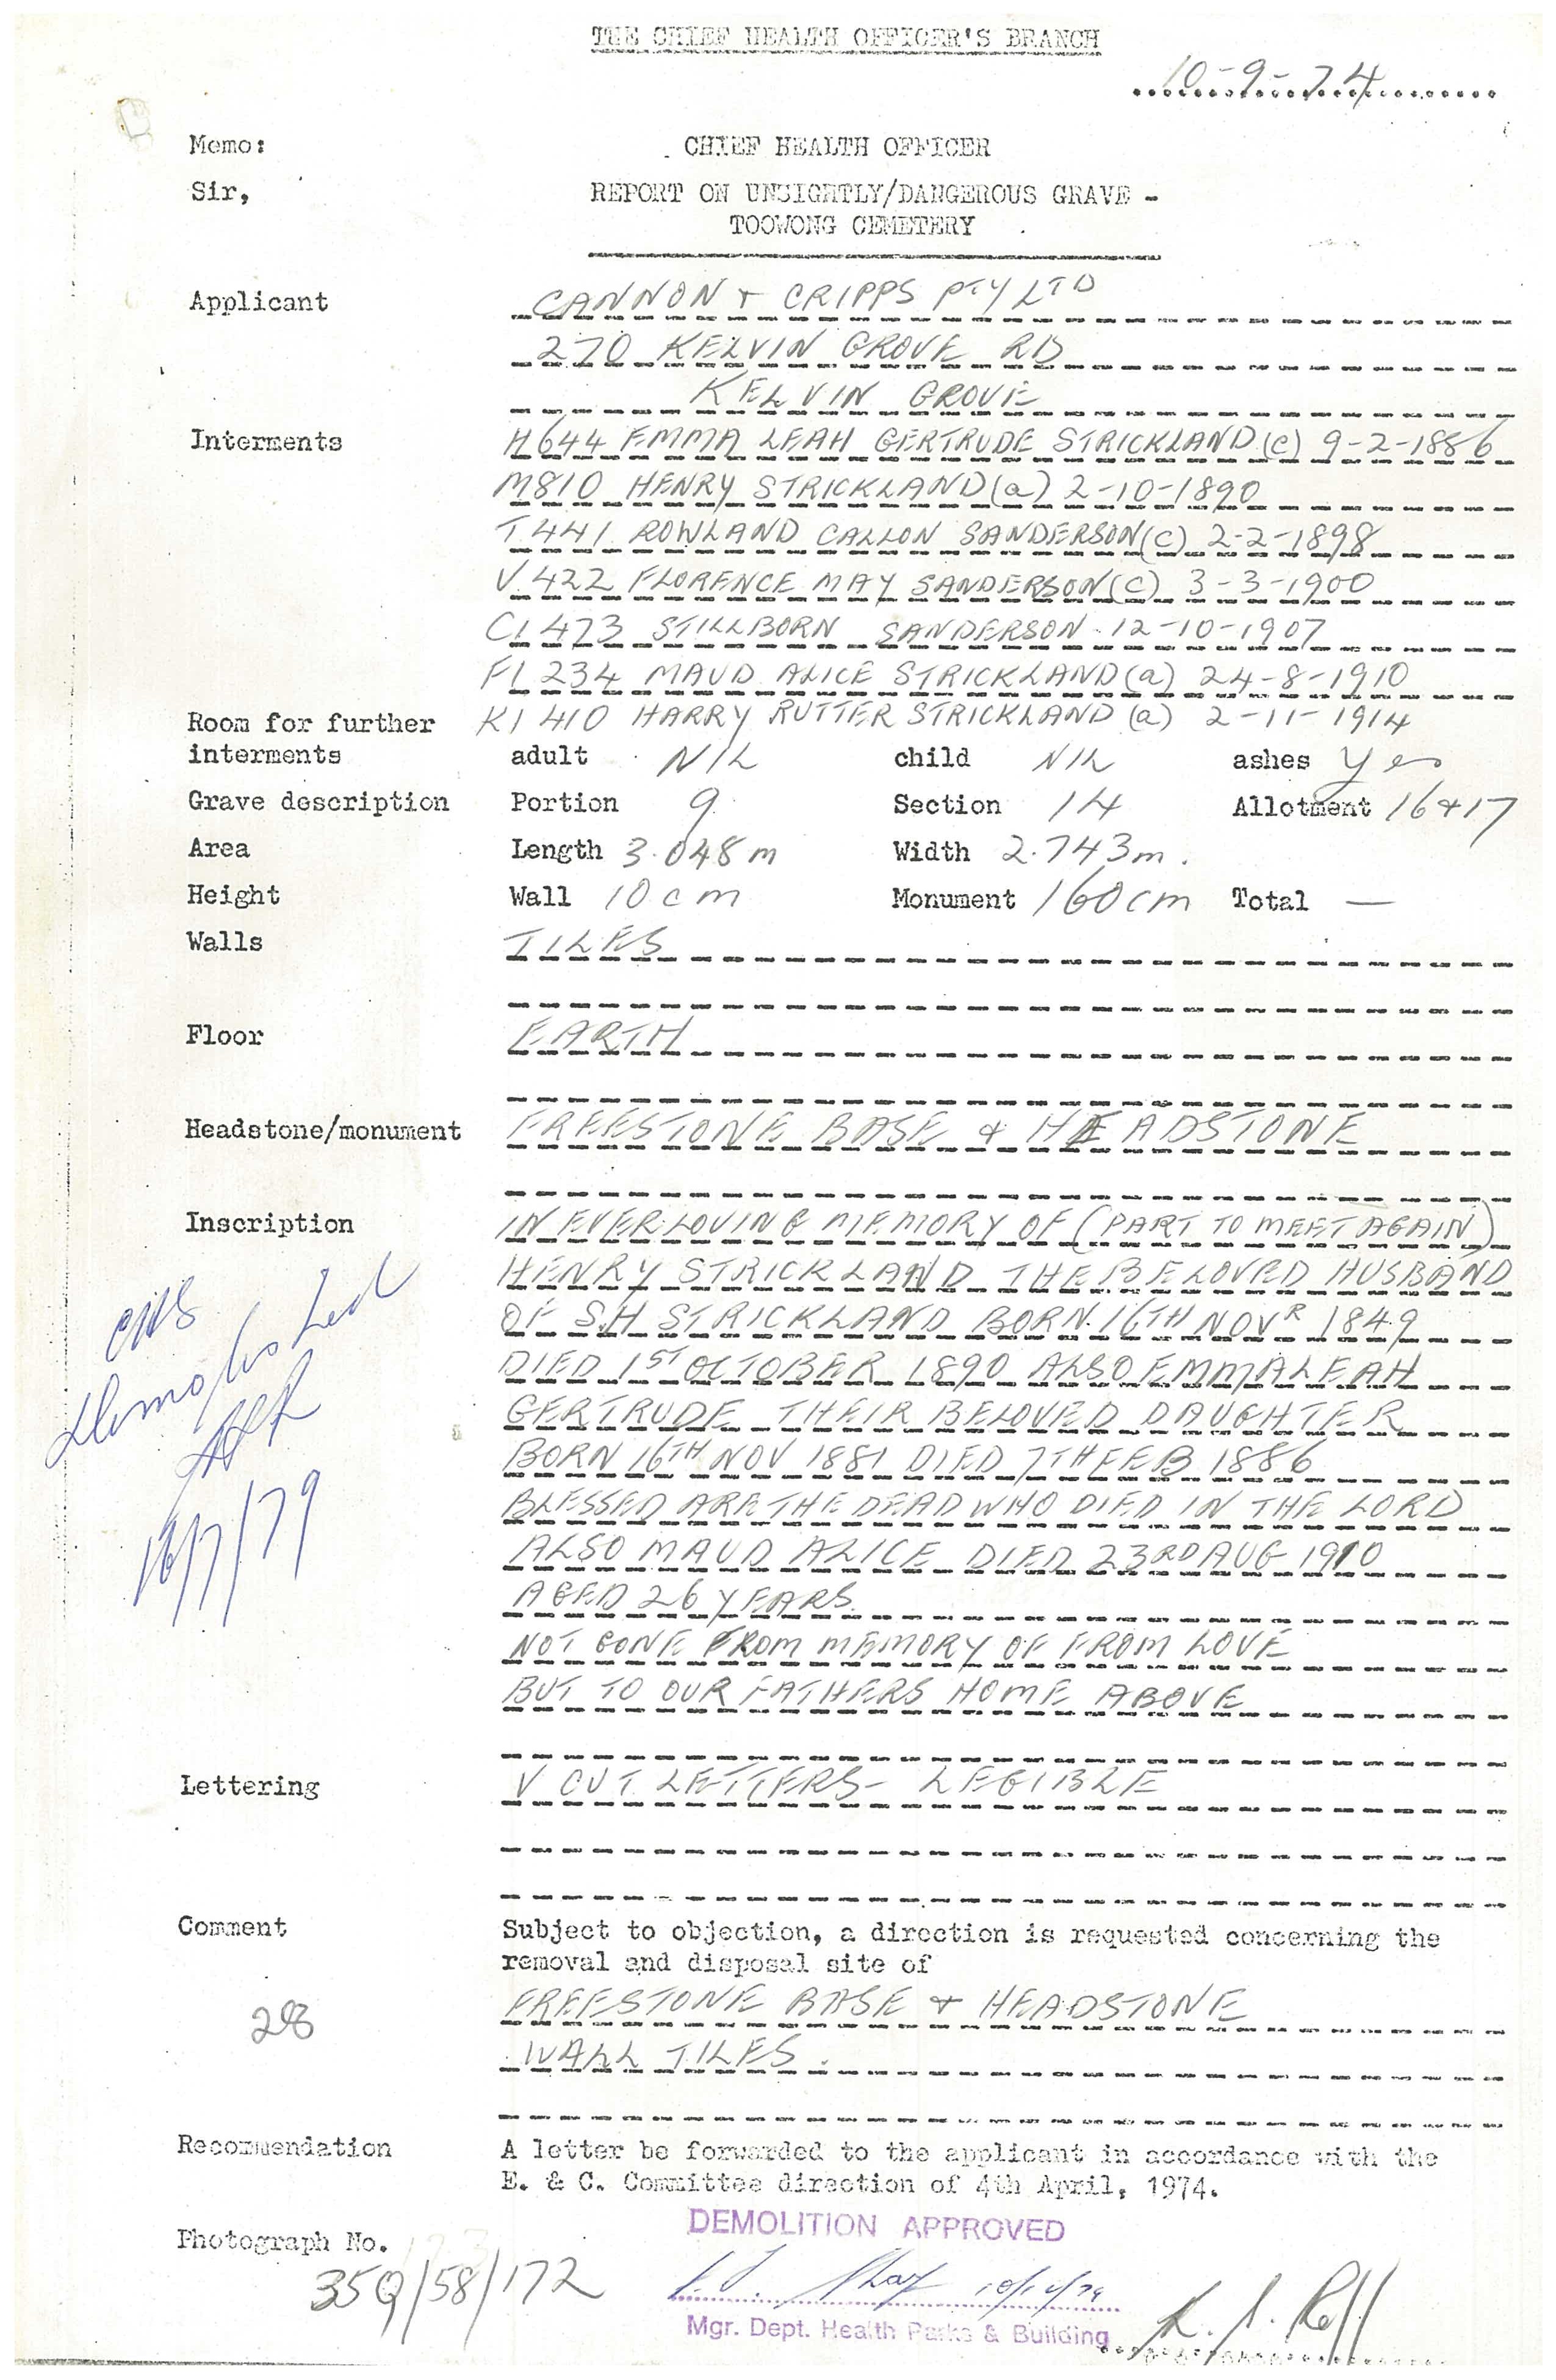 THE CHIEF HEALTH OFFICER'S BRANCH
10-9-74
Memo: CHIEF HEALTH OFFICER
Sir, REPORT ON UNSIGHTLY/DANGEROUS GRAVE -
TOOWONG CEMETERY
Applicant CANNON + CRIPPS PTY LTD
270 KELVIN GROVE RD
KELVIN GROVE
Interments H644 EMMA LEAH GERTRUDE STRICKLAND (C) 9-2-1886
M810 HENRY STRICKLAND (a) 2-10-1890
T441 ROWLAND CALLON SANDERSON (C) 2-2-1898
V.422 FLORENCE MAY SANDERSON (C) 3-3-1900
C1 473 STILLBORN SANDERSON. 12-10-1907
F1 234 MAUD ALICE STRICKLAND (a) 24-8-1910
Room for further K1 410 HARRY RUTTER STRICKLAND (a) 2-11-1914
interments adult NIL child NIL ashes yes
Grave description Portion 9. Section 14 Allotment 16+17
Area Length 3.048m Width 2.743m.
Height Wall 10cm Monument 160cm Total —
Walls TILES
Floor EARTH
Headstone/monument FREESTONE BASE + HEADSTONE
Inscription IN EVER LOVING MEMORY OF (PART TO MEET AGAIN)
HENRY STRICKLAND THE BELOVED HUSBAND
OF S.H STRICKLAND BORN. 16TH NOVR 1849
DIED 1ST OCTOBER 1890 ALSO EMMA LEAH
GERTRUDE THEIR BELOVED DAUGHTER
BORN 16TH NOV 1881 DIED 7TH FEB 1886
BLESSED ARE THE DEAD WHO DIED IN THE LORD
ALSO MAUD ALICE DIED 23RD AUG 1910
AGED 26 YEARS.
NOT GONE FROM MEMORY OF FROM LOVE
BUT TO OUR FATHERS HOME ABOVE
Demolished
16/7/79
Lettering V CUT LETTERS - LEGIBLE
Comment Subject to objection, a direction is requested concerning the
removal and disposal site of
28 FREESTONE BASE + HEADSTONE
WALL TILES.
Recommendation A letter be forwarded to the applicant in accordance with the
E. & C. Committee direction of 4th April, 1974.
DEMOLITION APPROVED
Photograph No.
35Q/58/172
Mgr. Dept. Health Parks & Building